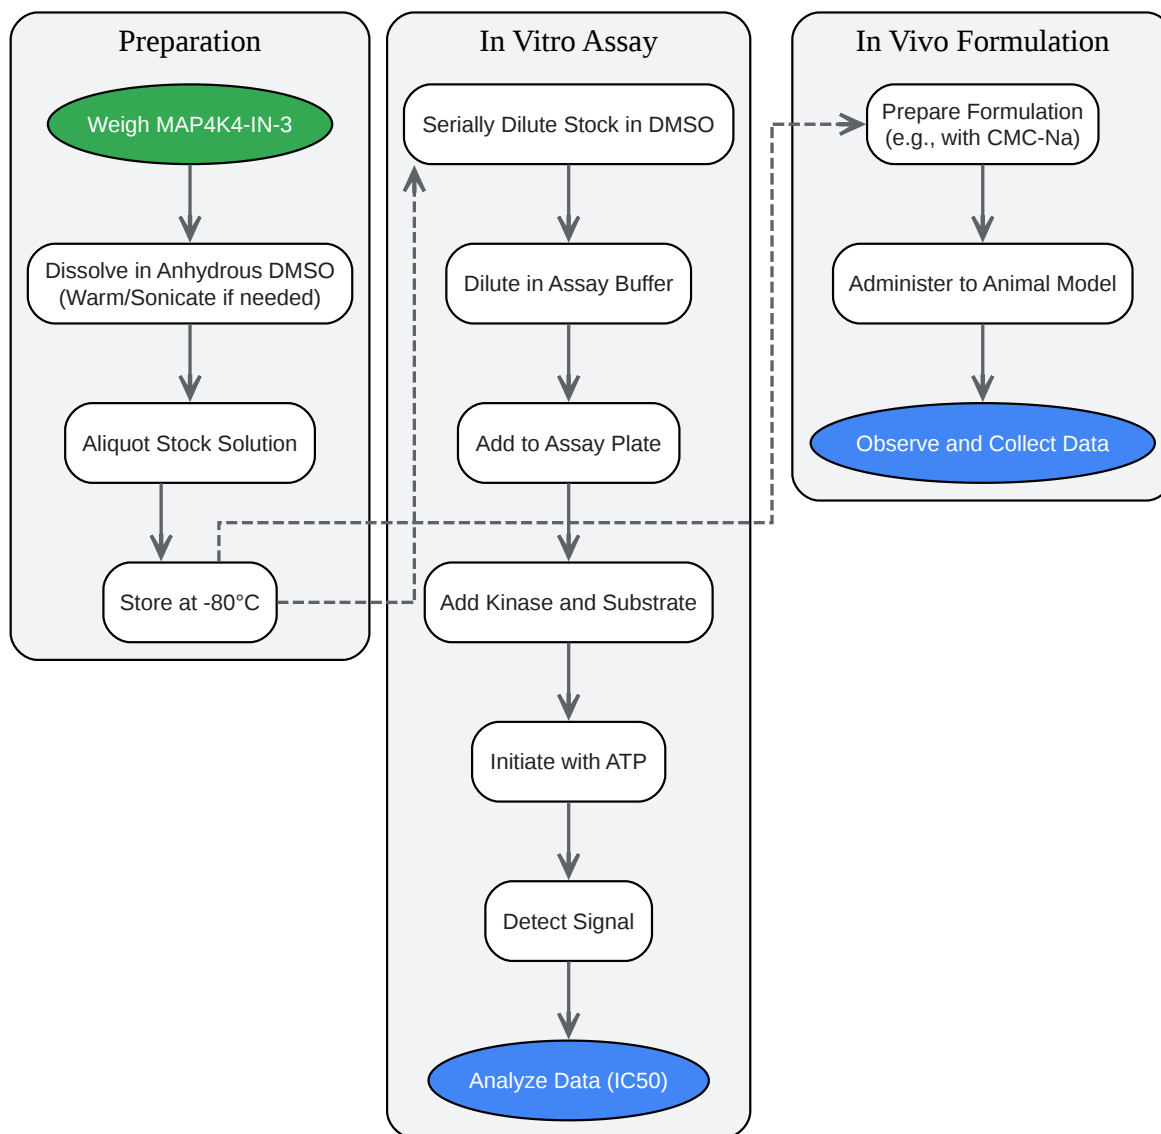 Preparation
Weigh MAP4K4-IN-3
Dissolve in Anhydrous DMSO
(Warm/Sonicate if needed)
Aliquot Stock Solution
Store at -80°C
In Vitro Assay
Serially Dilute Stock in DMSO
Dilute in Assay Buffer
Add to Assay Plate
Add Kinase and Substrate
Initiate with ATP
Detect Signal
Analyze Data (IC50)
In Vivo Formulation
Prepare Formulation
(e.g., with CMC-Na)
Administer to Animal Model
Observe and Collect Data